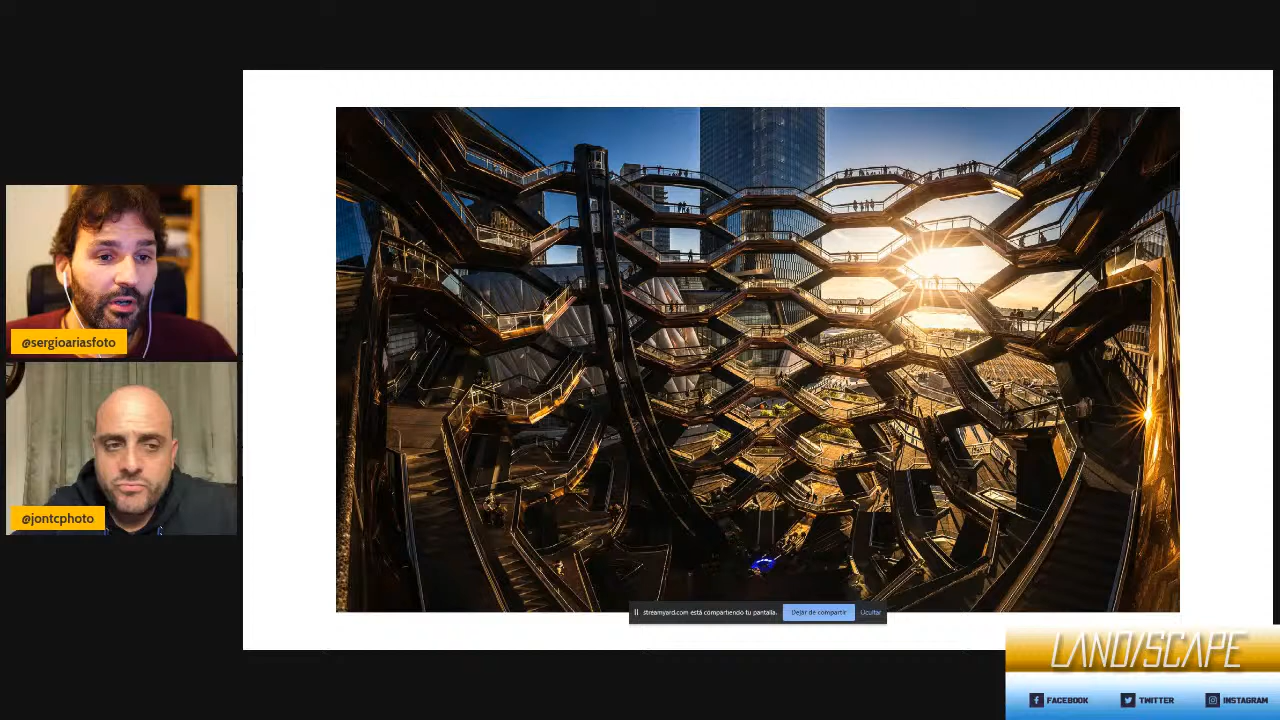 @sergioariasfoto
@jontcphoto
streamyard.com está compartiendo tu pantalla.
Dejar de compartir
Ocultar
LAND/SCAPE
FACEBOOK
TWITTER
INSTAGRAM